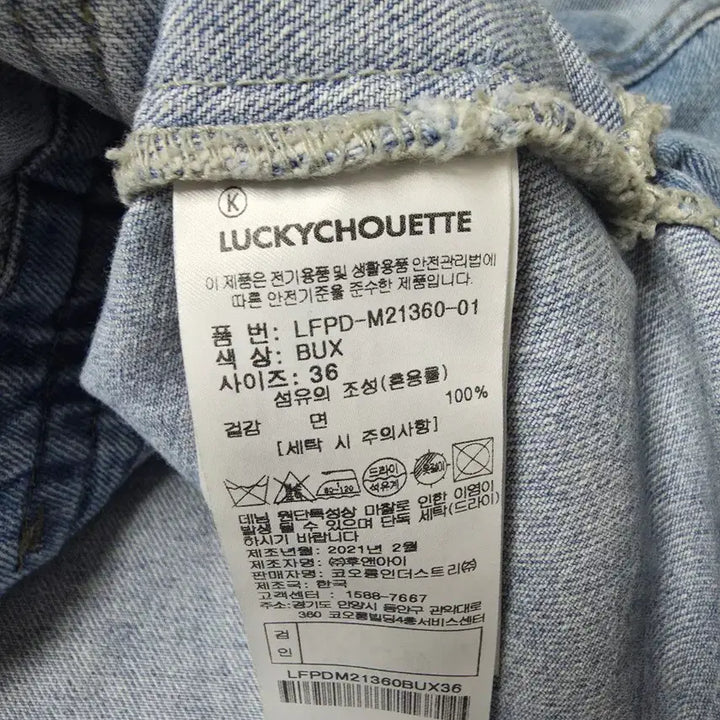 K
LUCKYCHOUETTE
이 제품은 전기용품 및 생활용품 안전관리법에
따른 안전기준을 준수한 제품입니다.
품 번: LFPD-M21360-01
색 상: BUX
사이즈: 36
섬유의 조성(혼용률)
겉감 면 100%
[세탁 시 주의사항]
80~120
드라이
석유계
옷걸이
데님 원단특성상 마찰로 인한 이염이
발생 될 수 있으며 단독 세탁(드라이)
하시기 바랍니다
제조년월: 2021년 2월
제조자명: ㈜후앤아이
판매자명: 코오롱인더스트리㈜
제조국: 한국
고객센터 : 1588-7667
주소:경기도 안양시 동안구 관악대로
360 코오롱빌딩4층서비스센터
검
인
LFPDM21360BUX36